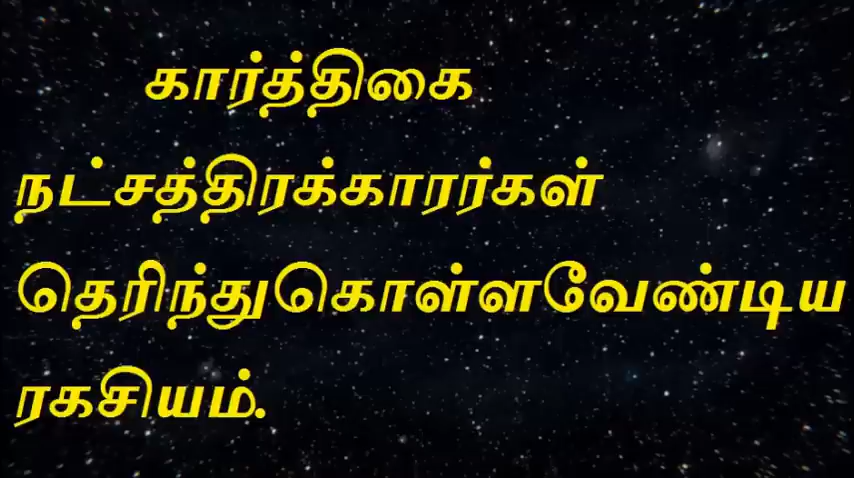 கார்த்திகை
நட்சத்திரக்காரர்கள்
தெரிந்துகொள்ளவேண்டிய
ரகசியம்.